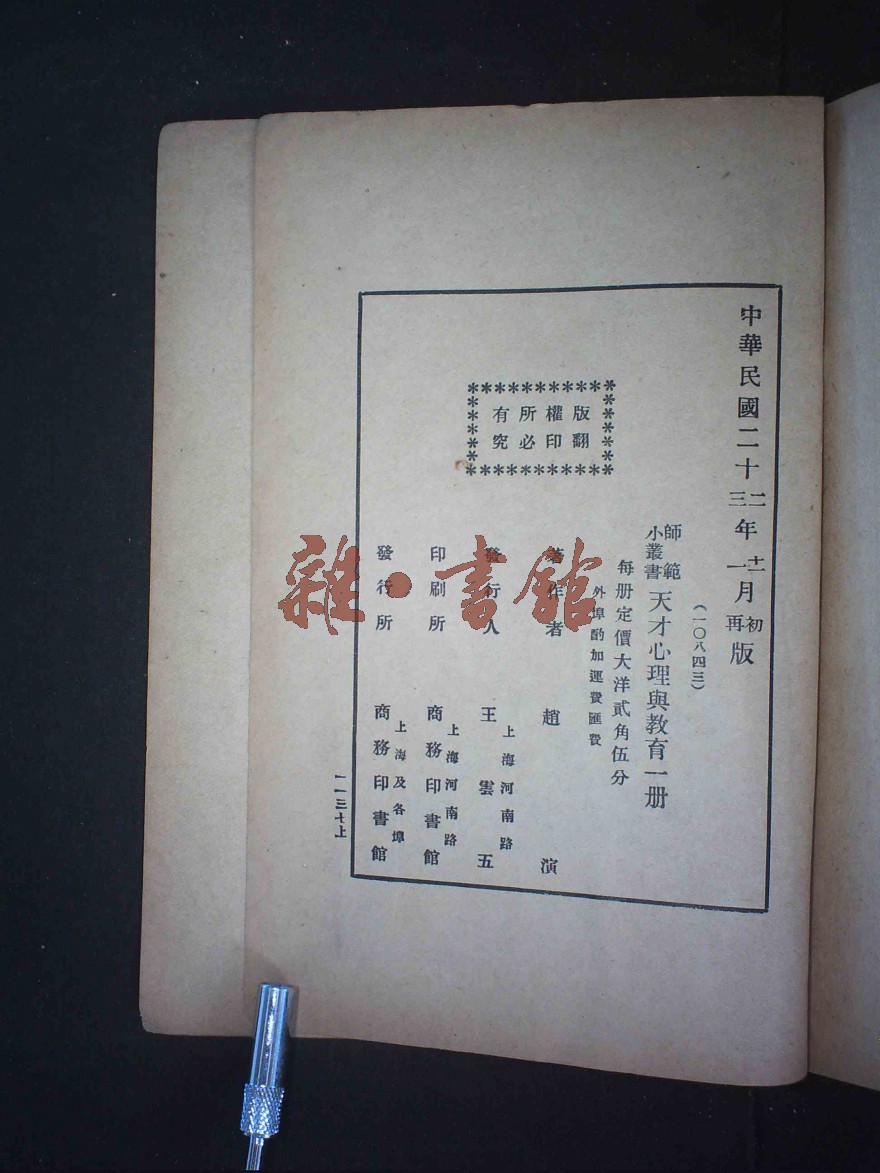 中華民國二十二年十二月初版
中華民國二十三年一月再版
(一〇八四三)
師範小叢書 天才心理與教育一册
每册定價大洋貳角伍分
外埠酌加運費匯費
版權所有
翻印必究
著作者 趙演
發行人 王雲五
上海河南路
印刷所 商務印書館
上海河南路
發行所 商務印書館
上海及各埠
一一三七上
雜·書館